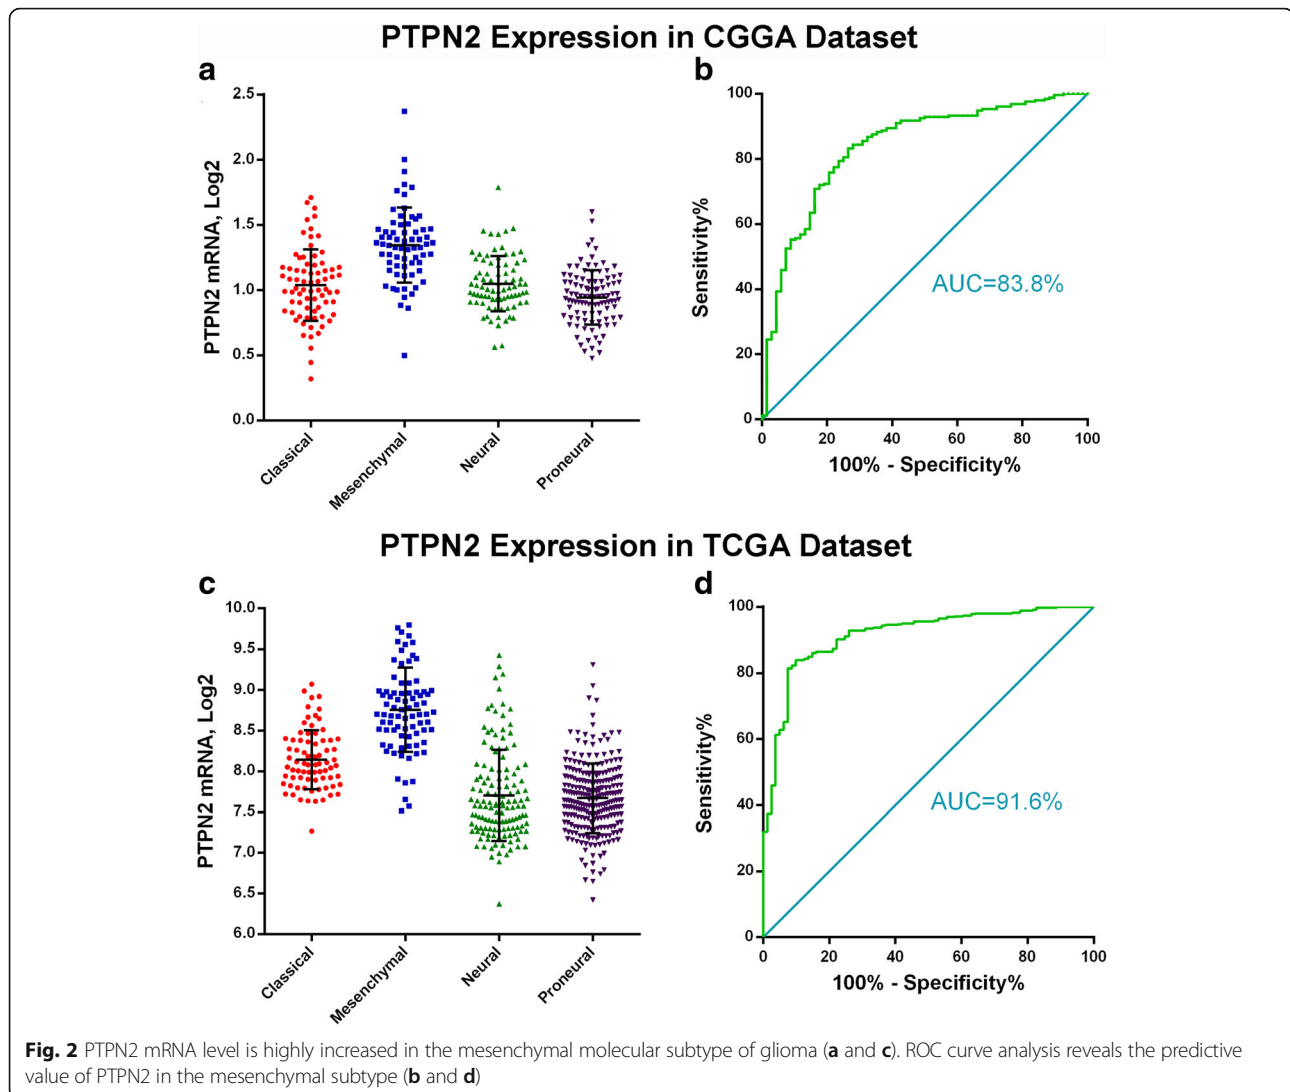 PTPN2 Expression in CGGA Dataset
a
b
PTPN2 mRNA, Log2
2.5
2.0
1.5
1.0
0.5
0.0
Classical
Mesenchymal
Neural
Proneural
Sensitivity%
100
80
60
40
20
0
AUC=83.8%
0 20 40 60 80 100
100% - Specificity%
PTPN2 Expression in TCGA Dataset
c
d
PTPN2 mRNA, Log2
10.0
9.5
9.0
8.5
8.0
7.5
7.0
6.5
6.0
Classical
Mesenchymal
Neural
Proneural
Sensitivity%
100
80
60
40
20
0
AUC=91.6%
0 20 40 60 80 100
100% - Specificity%
Fig. 2 PTPN2 mRNA level is highly increased in the mesenchymal molecular subtype of glioma (a and c). ROC curve analysis reveals the predictive
value of PTPN2 in the mesenchymal subtype (b and d)